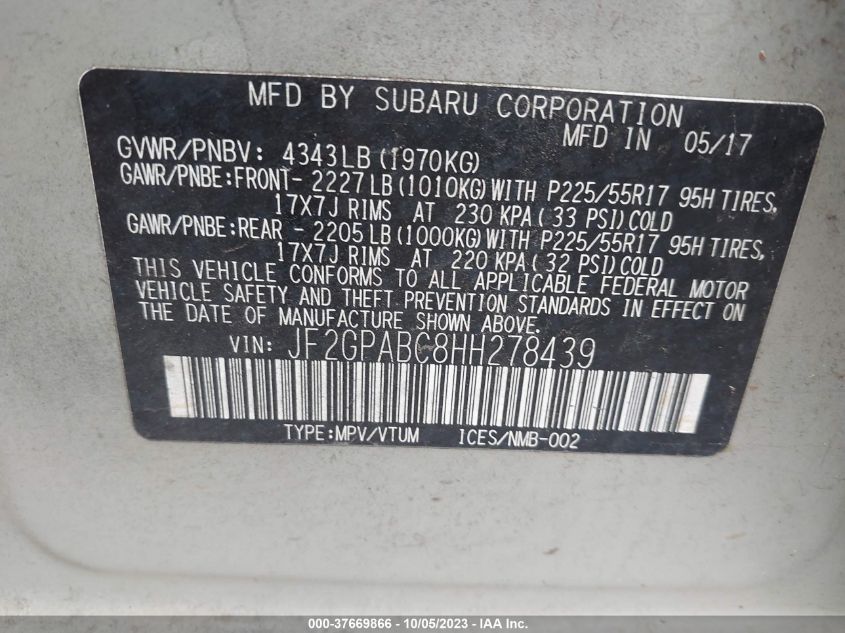 MFD BY SUBARU CORPORATION
MFD IN 05/17
GVWR/PNBV: 4343LB(1970KG)
GAWR/PNBE:FRONT- 2227LB(1010KG)WITH P225/55R17 95H TIRES,
17X7J RIMS AT 230 KPA( 33 PSI)COLD
GAWR/PNBE:REAR - 2205LB(1000KG)WITH P225/55R17 95H TIRES,
17X7J RIMS AT 220 KPA( 32 PSI)COLD
THIS VEHICLE CONFORMS TO ALL APPLICABLE FEDERAL MOTOR
VEHICLE SAFETY AND THEFT PREVENTION STANDARDS IN EFFECT ON
THE DATE OF MANUFACTURE SHOWN ABOVE.
VIN: JF2GPABC8HH278439
TYPE:MPV/VTUM ICES/NMB-002
000-37669866 - 10/05/2023 - IAA Inc.